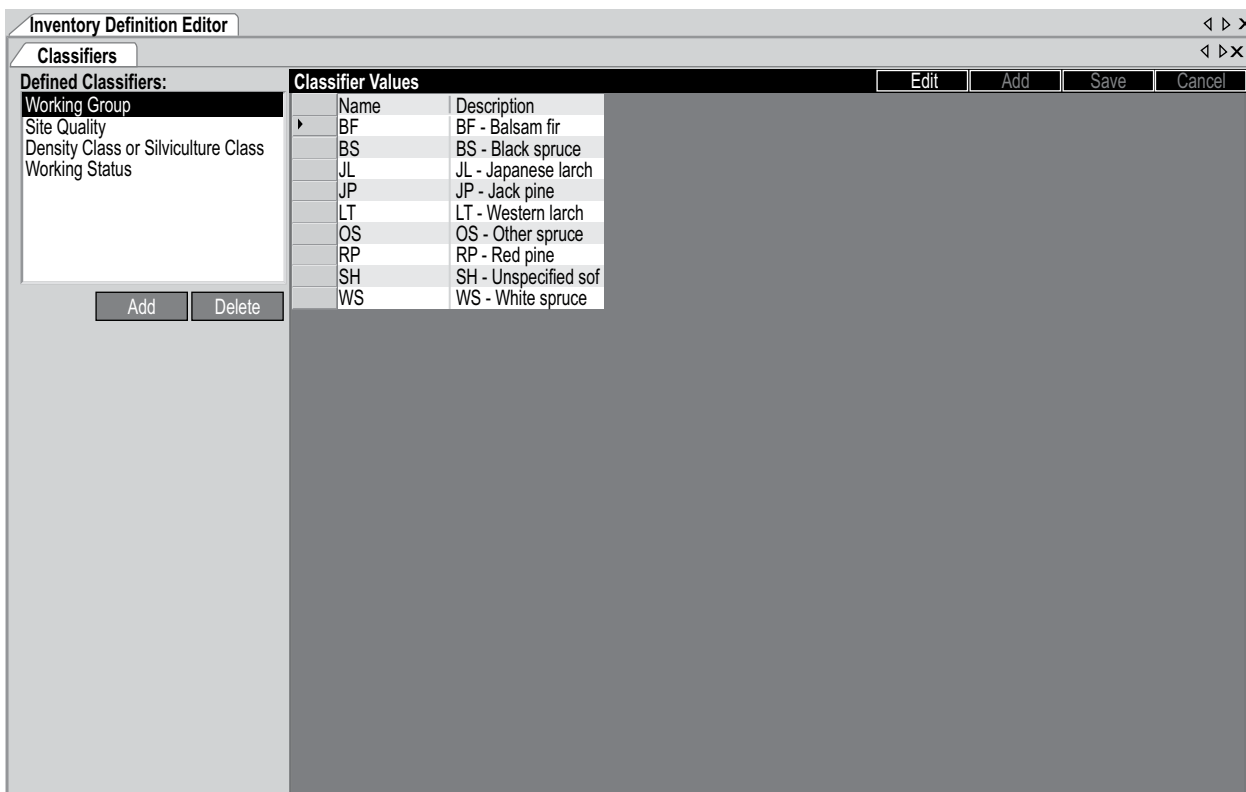 Inventory Definition Editor
Classifiers
Defined Classifiers:
Working Group
Site Quality
Density Class or Silviculture Class
Working Status
Add Delete
Classifier Values Edit Add Save Cancel
Name Description
BF BF - Balsam fir
BS BS - Black spruce
JL JL - Japanese larch
JP JP - Jack pine
LT LT - Western larch
OS OS - Other spruce
RP RP - Red pine
SH SH - Unspecified sof
WS WS - White spruce